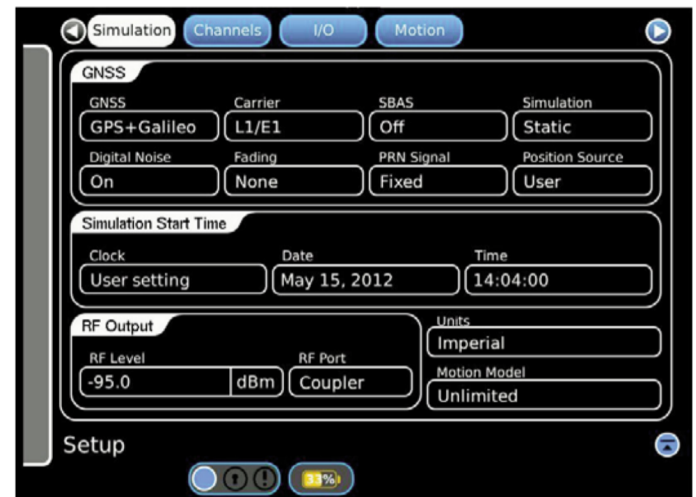 Simulation Channels I/O Motion
GNSS
GNSS Carrier SBAS Simulation
GPS+Galileo L1/E1 Off Static
Digital Noise Fading PRN Signal Position Source
On None Fixed User
Simulation Start Time
Clock Date Time
User setting May 15, 2012 14:04:00
RF Output
RF Level RF Port
-95.0 dBm Coupler
Units
Imperial
Motion Model
Unlimited
Setup
33%